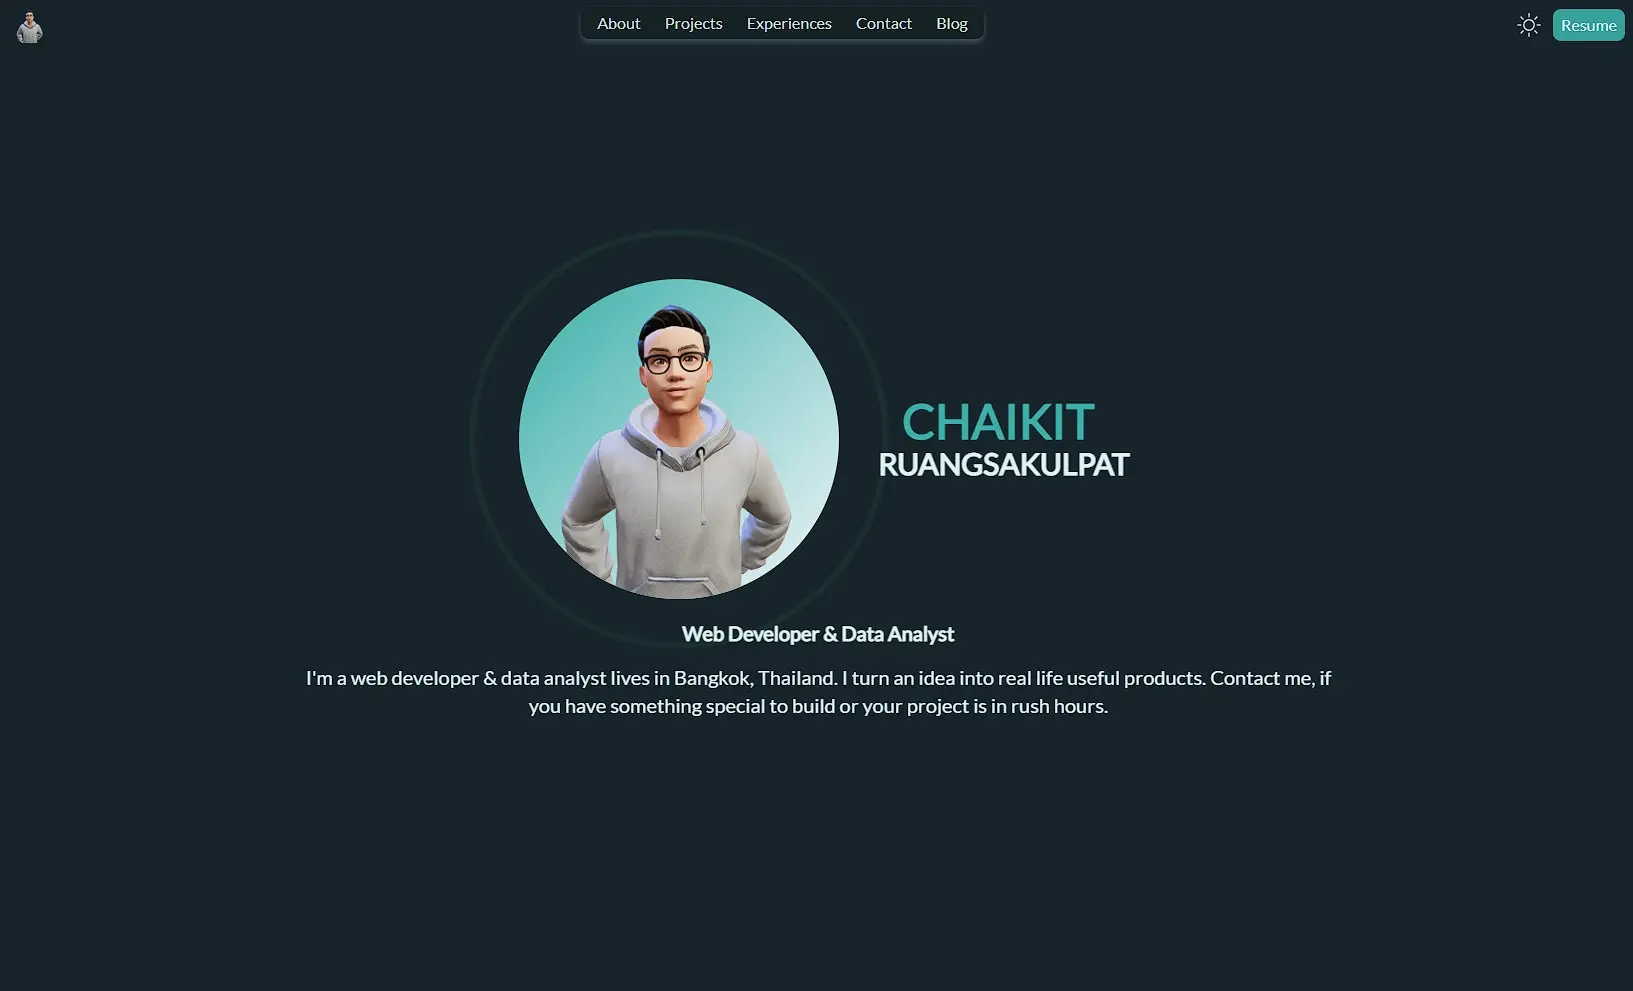 About Projects Experiences Contact Blog
Resume
CHAIKIT
RUANGSAKULPAT
Web Developer & Data Analyst
I'm a web developer & data analyst lives in Bangkok, Thailand. I turn an idea into real life useful products. Contact me, if
you have something special to build or your project is in rush hours.